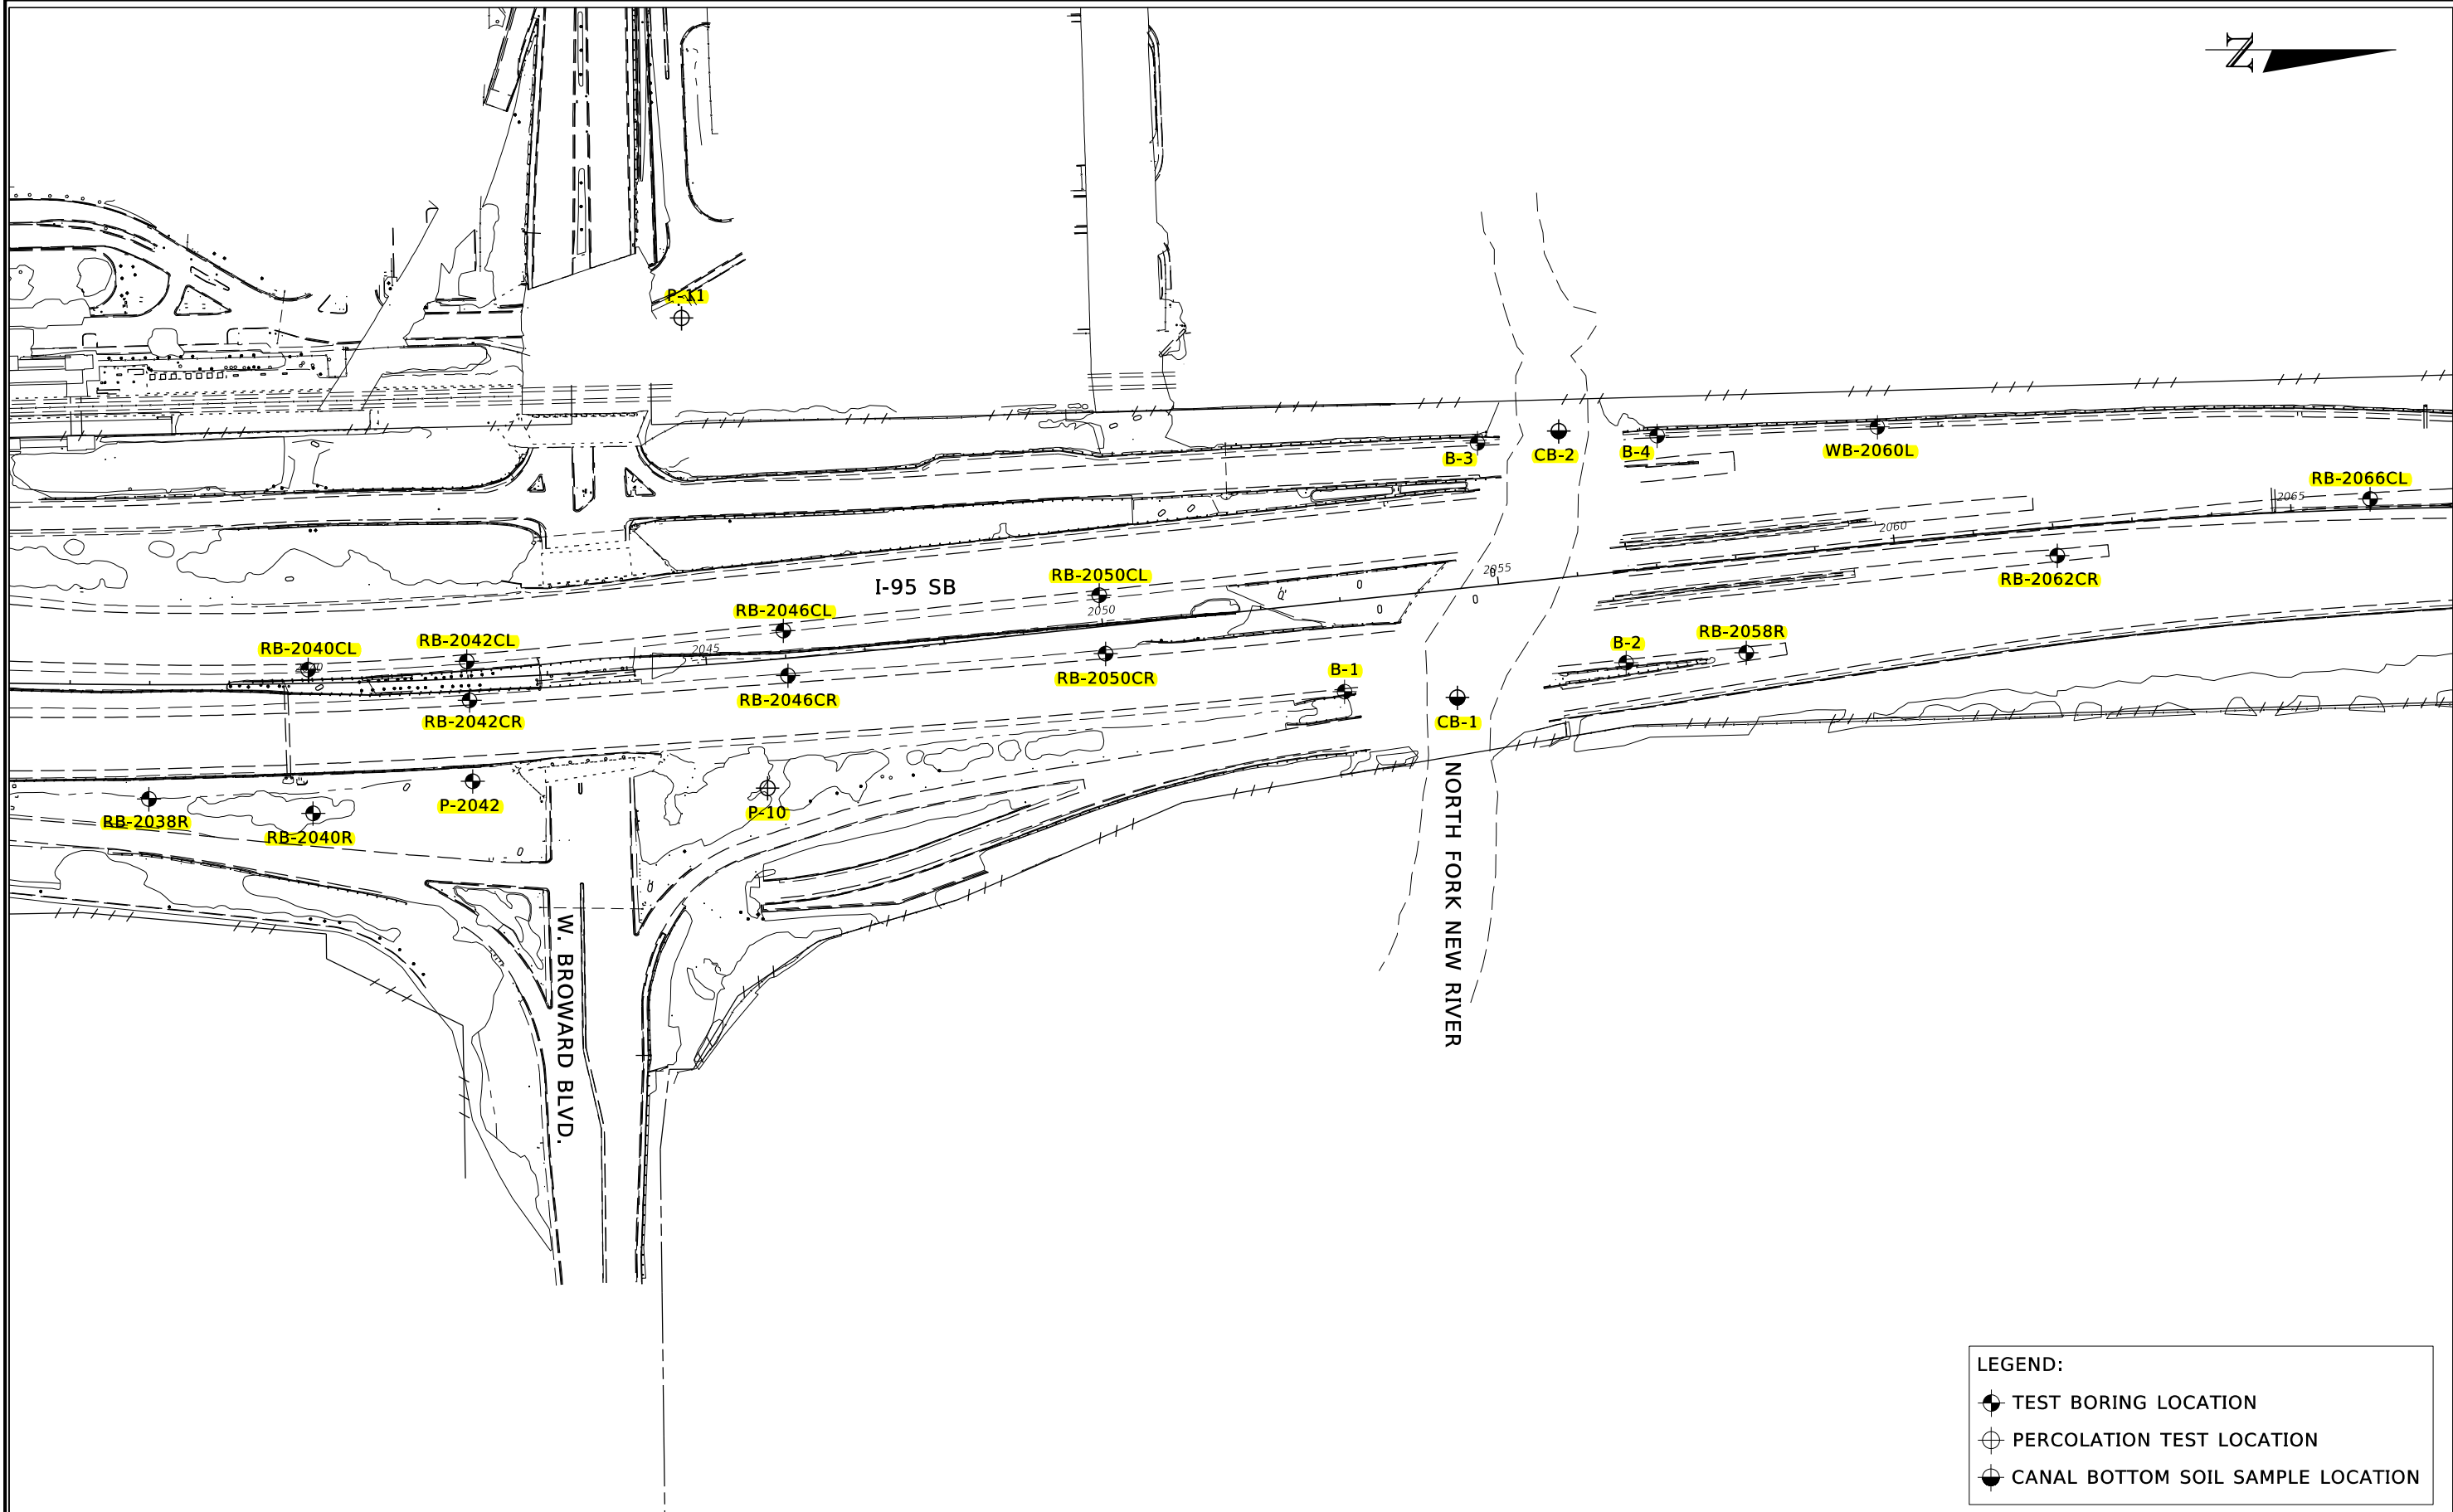 N
P-11
B-3
CB-2
B-4
WB-2060L
RB-2066CL
2065
2060
RB-2062CR
2055
I-95 SB
RB-2050CL
2050
RB-2046CL
RB-2042CL
RB-2040CL
2045
RB-2050CR
RB-2046CR
RB-2042CR
B-1
B-2
RB-2058R
CB-1
RB-2038R
RB-2040R
P-2042
P-10
NORTH FORK NEW RIVER
W. BROWARD BLVD.
LEGEND:
TEST BORING LOCATION
PERCOLATION TEST LOCATION
CANAL BOTTOM SOIL SAMPLE LOCATION